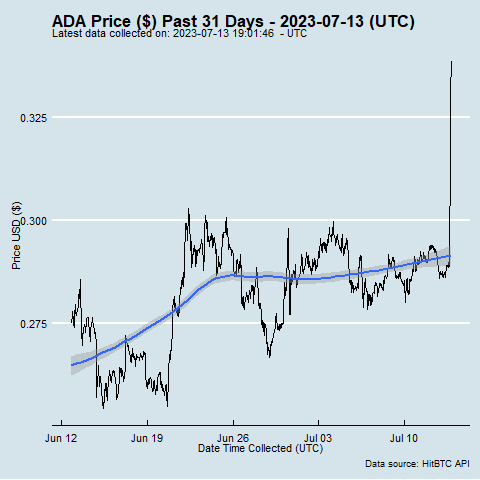 ADA Price ($) Past 31 Days - 2023-07-13 (UTC)
Latest data collected on: 2023-07-13 19:01:46  - UTC
Price USD ($)
0.325
0.300
0.275
Jun 12
Jun 19
Jun 26
Jul 03
Jul 10
Date Time Collected (UTC)
Data source: HitBTC API